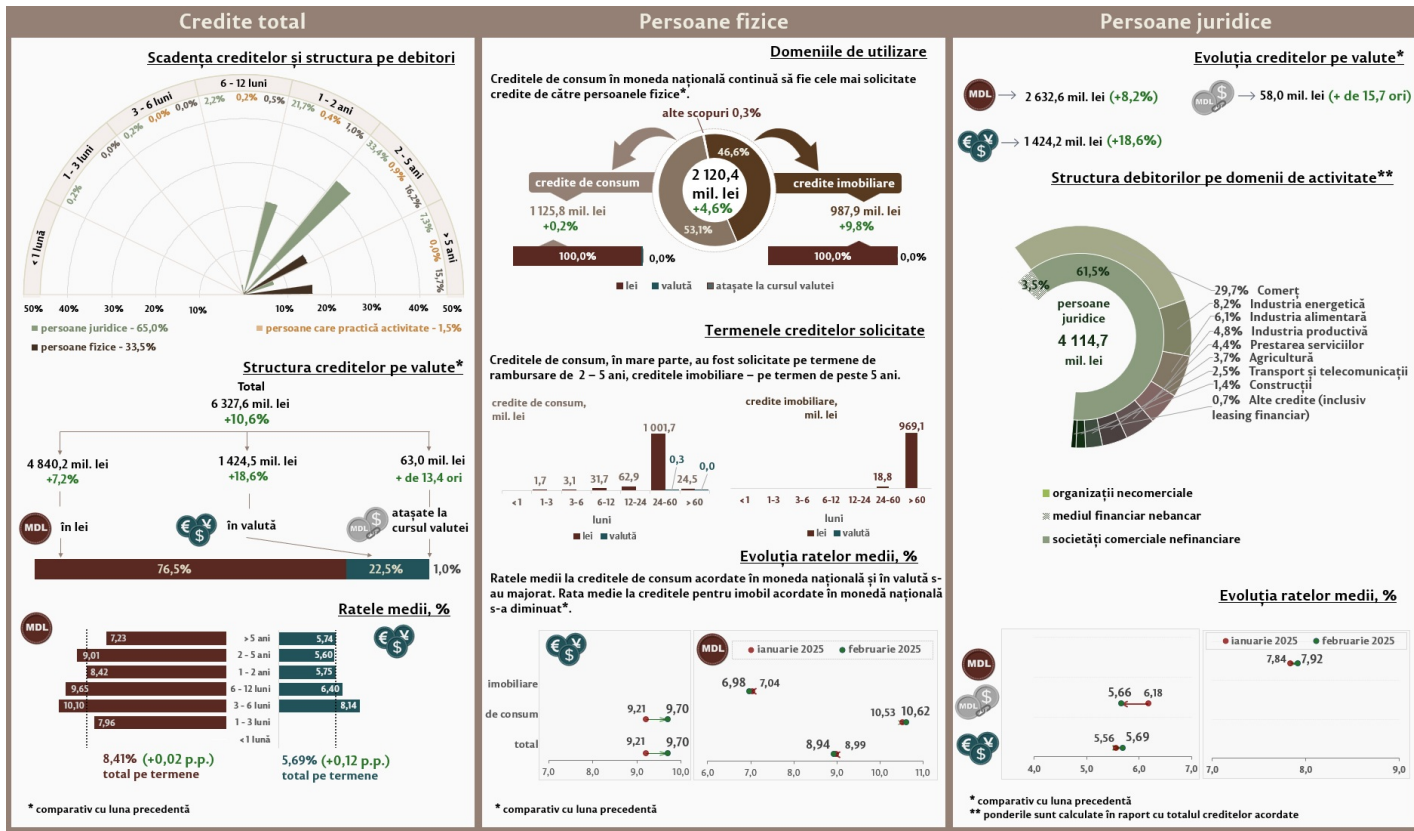 Credite total
Scadența creditelor și structura pe debitori
< 1 lună
1 - 3 luni
3 - 6 luni
6 - 12 luni
1 - 2 ani
2 - 5 ani
> 5 ani
0,2%
0,0%
0,2%
0,0%
0,0%
2,2%
0,2%
0,5%
21,7%
0,4%
1,0%
33,4%
0,9%
16,2%
7,3%
0,0%
15,7%
50% 40% 30% 20% 10% 10% 20% 30% 40% 50%
persoane juridice - 65,0%
persoane care practică activitate - 1,5%
persoane fizice - 33,5%
Structura creditelor pe valute*
Total
6 327,6 mil. lei
+10,6%
4 840,2 mil. lei
+7,2%
1 424,5 mil. lei
+18,6%
63,0 mil. lei
+ de 13,4 ori
MDL
în lei
€ ¥ $
în valută
MDL $
atașate la
cursul valutei
76,5%
22,5%
1,0%
Ratele medii, %
MDL
€ ¥ $
7,23 > 5 ani 5,74
9,01 2 - 5 ani 5,60
8,42 1 - 2 ani 5,75
9,65 6 - 12 luni 6,40
10,10 3 - 6 luni 8,14
7,96 1 - 3 luni
<1 lună
8,41% (+0,02 p.p.)
total pe termene
5,69% (+0,12 p.p.)
total pe termene
* comparativ cu luna precedentă
Persoane fizice
Domeniile de utilizare
Creditele de consum în moneda națională continuă să fie cele mai solicitate
credite de către persoanele fizice*.
alte scopuri 0,3%
46,6%
2 120,4
mil. lei
+4,6%
53,1%
credite de consum
1 125,8 mil. lei
+0,2%
100,0%
0,0%
credite imobiliare
987,9 mil. lei
+9,8%
100,0%
0,0%
lei valută atașate la cursul valutei
Termenele creditelor solicitate
Creditele de consum, în mare parte, au fost solicitate pe termene de
rambursare de 2 – 5 ani, creditele imobiliare – pe termen de peste 5 ani.
credite de consum,
mil. lei
1,7 3,1 31,7 62,9 1 001,7 0,3 24,5 0,0
<1 1-3 3-6 6-12 12-24 24-60 > 60
luni
lei valută
credite imobiliare,
mil. lei
18,8 969,1
<1 1-3 3-6 6-12 12-24 24-60 > 60
luni
lei valută
Evoluția ratelor medii, %
Ratele medii la creditele de consum acordate în moneda națională și în valută s-
au majorat. Rata medie la creditele pentru imobil acordate în monedă națională
s-a diminuat*.
€ ¥ $
MDL
ianuarie 2025 februarie 2025
imobiliare
6,98 7,04
de consum
9,21 9,70
10,53 10,62
total
9,21 9,70
8,94 8,99
7,0 8,0 9,0 10,0
6,0 7,0 8,0 9,0 10,0 11,0
* comparativ cu luna precedentă
Persoane juridice
Evoluția creditelor pe valute*
MDL
2 632,6 mil. lei (+8,2%)
MDL $
58,0 mil. lei (+ de 15,7 ori)
€ ¥ $
1 424,2 mil. lei (+18,6%)
Structura debitorilor pe domenii de activitate**
61,5%
3,5%
persoane
juridice
4 114,7
mil. lei
29,7% Comerț
8,2% Industria energetică
6,1% Industria alimentară
4,8% Industria productivă
4,4% Prestarea serviciilor
3,7% Agricultură
2,5% Transport și telecomunicații
1,4% Construcții
0,7% Alte credite (inclusiv
leasing financiar)
organizații necomerciale
mediul financiar nebancar
societăți comerciale nefinanciare
Evoluția ratelor medii, %
ianuarie 2025 februarie 2025
MDL
7,84 7,92
MDL $
5,66 6,18
€ ¥ $
5,56 5,69
4,0 5,0 6,0 7,0
7,0 8,0 9,0
* comparativ cu luna precedentă
** ponderile sunt calculate în raport cu totalul creditelor acordate